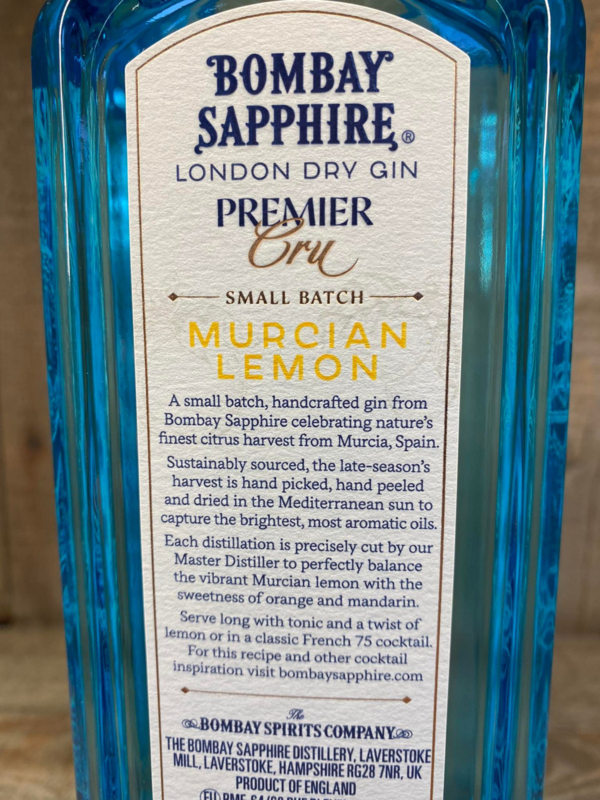 BOMBAY
SAPPHIRE®
LONDON DRY GIN
PREMIER
Cru
SMALL BATCH
MURCIAN
LEMON
A small batch, handcrafted gin from
Bombay Sapphire celebrating nature's
finest citrus harvest from Murcia, Spain.
Sustainably sourced, the late-season's
harvest is hand picked, hand peeled
and dried in the Mediterranean sun to
capture the brightest, most aromatic oils.
Each distillation is precisely cut by our
Master Distiller to perfectly balance
the vibrant Murcian lemon with the
sweetness of orange and mandarin.
Serve long with tonic and a twist of
lemon or in a classic French 75 cocktail.
For this recipe and other cocktail
inspiration visit bombaysapphire.com
The
BOMBAY SPIRITS COMPANY
THE BOMBAY SAPPHIRE DISTILLERY, LAVERSTOKE
MILL, LAVERSTOKE, HAMPSHIRE RG28 7NR, UK
PRODUCT OF ENGLAND